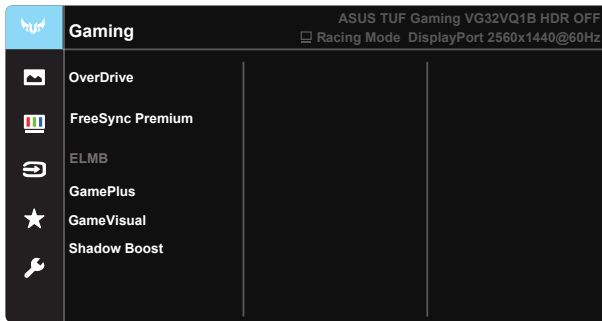 Gaming
ASUS TUF Gaming VG32VQ1B HDR OFF
Racing Mode DisplayPort 2560x1440@60Hz
OverDrive
FreeSync Premium
ELMB
GamePlus
GameVisual
Shadow Boost